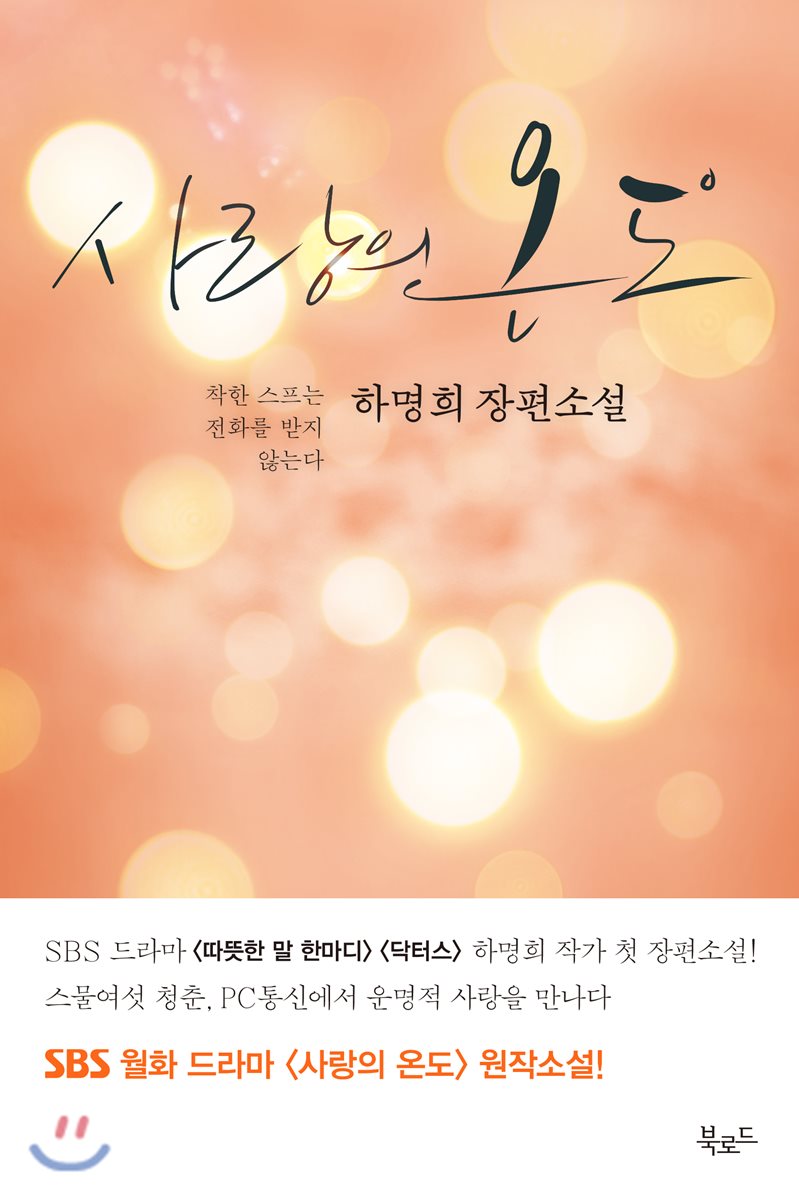 사랑의 온도
착한 스프는
전화를 받지
않는다
하명희 장편소설
SBS 드라마 〈따뜻한 말 한마디〉 〈닥터스〉 하명희 작가 첫 장편소설!
스물여섯 청춘, PC통신에서 운명적 사랑을 만나다
SBS 월화 드라마 〈사랑의 온도〉 원작소설!
북로드